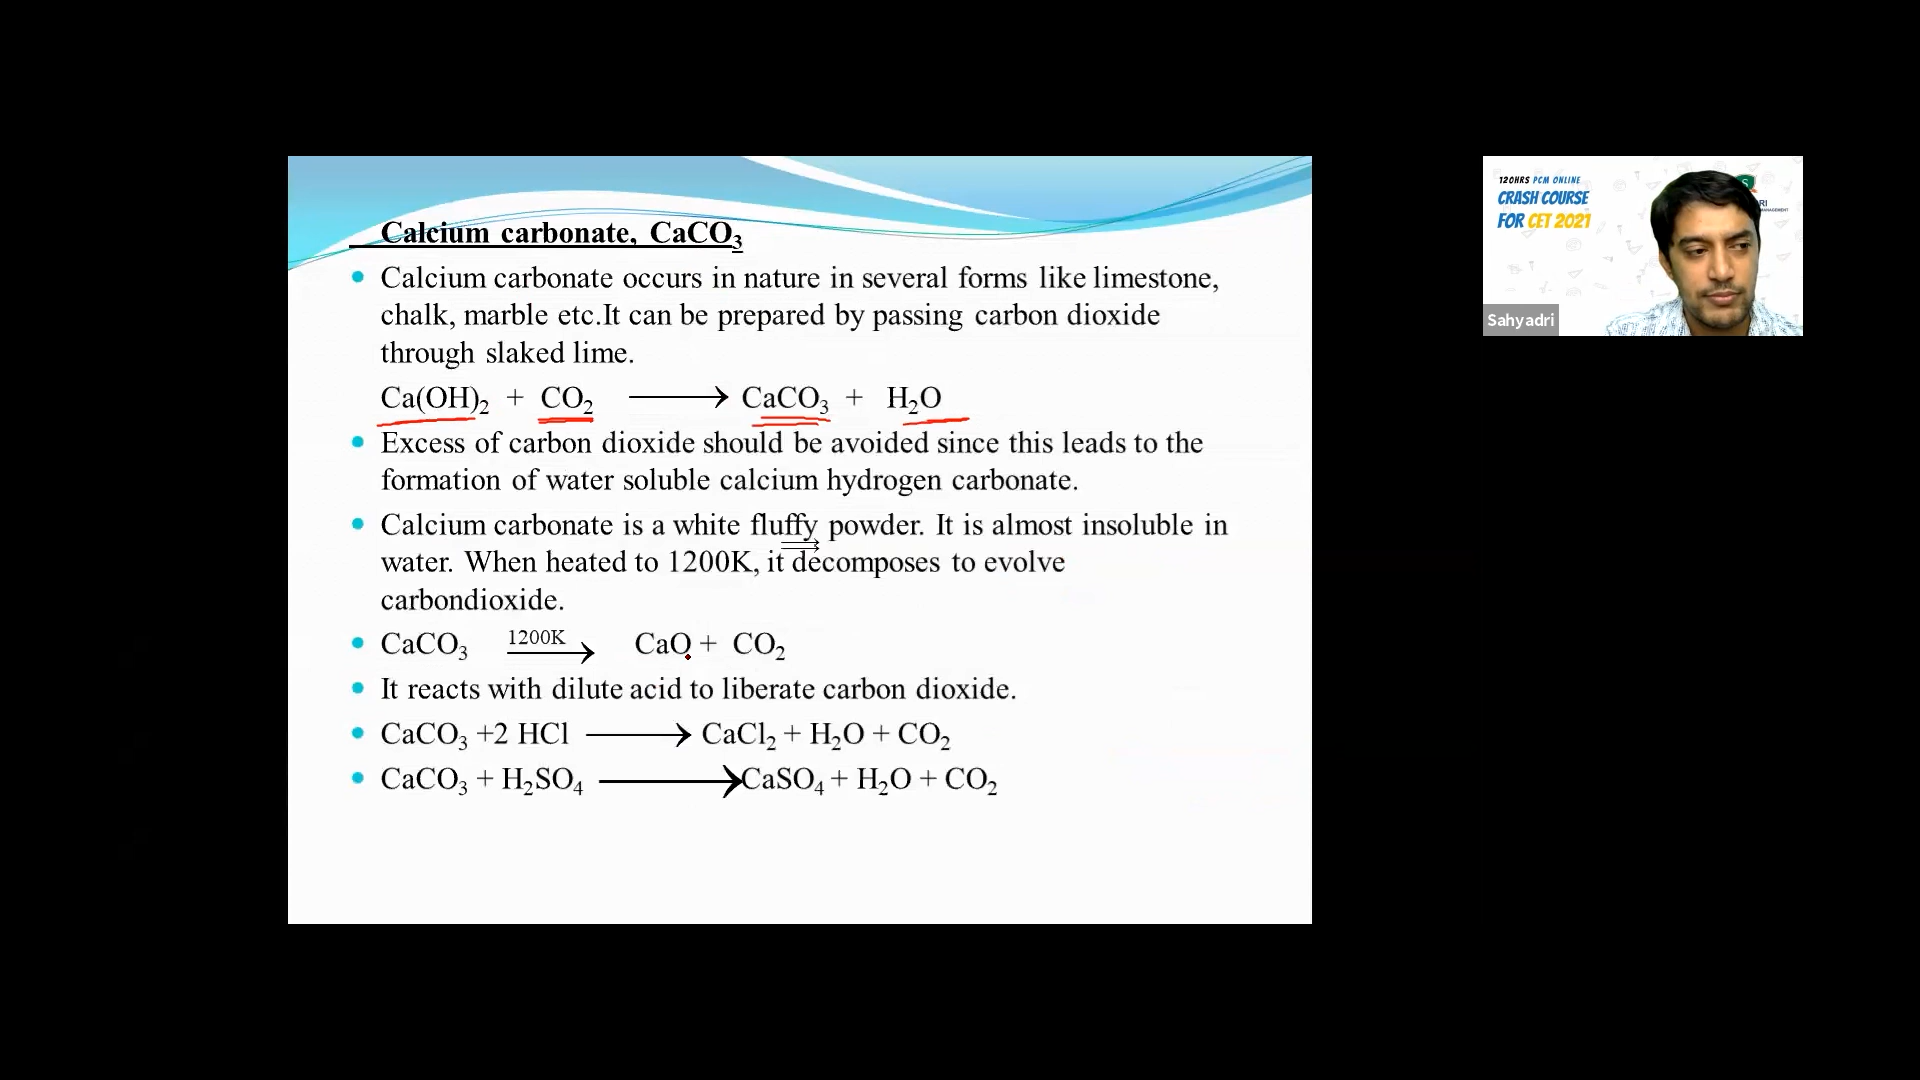 Calcium carbonate, CaCO₃
• Calcium carbonate occurs in nature in several forms like limestone,
chalk, marble etc.It can be prepared by passing carbon dioxide
through slaked lime.
Ca(OH)₂ + CO₂ ⟶ CaCO₃ + H₂O
• Excess of carbon dioxide should be avoided since this leads to the
formation of water soluble calcium hydrogen carbonate.
• Calcium carbonate is a white fluffy powder. It is almost insoluble in
water. When heated to 1200K, it decomposes to evolve
carbondioxide.
• CaCO₃ 1200K ⟶ CaO + CO₂
• It reacts with dilute acid to liberate carbon dioxide.
• CaCO₃ +2 HCl ⟶ CaCl₂ + H₂O + CO₂
• CaCO₃ + H₂SO₄ ⟶ CaSO₄ + H₂O + CO₂
120HRS PCM ONLINE
CRASH COURSE
FOR CET 2021
Sahyadri